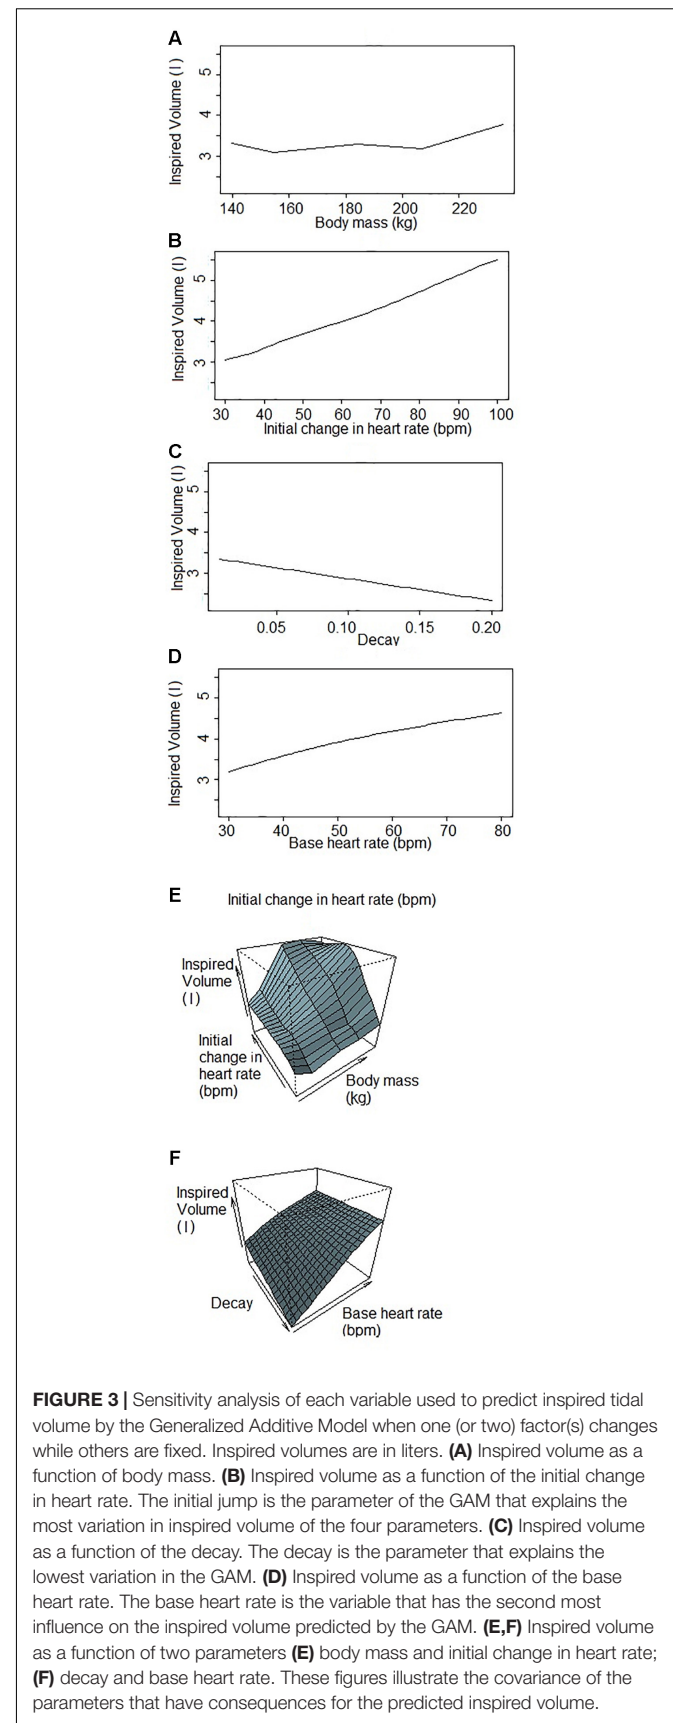 A
Inspired Volume (l)
5
4
3
140 160 180 200 220
Body mass (kg)
B
Inspired Volume (l)
5
4
3
30 40 50 60 70 80 90 100
Initial change in heart rate (bpm)
C
Inspired Volume (l)
5
4
3
0.05 0.10 0.15 0.20
Decay
D
Inspired Volume (l)
5
4
3
30 40 50 60 70 80
Base heart rate (bpm)
E
Initial change in heart rate (bpm)
Inspired
Volume
(l)
Initial
change in
heart rate
(bpm)
Body mass
(kg)
F
Inspired
Volume
(l)
Decay
Base heart rate
(bpm)
FIGURE 3 | Sensitivity analysis of each variable used to predict inspired tidal
volume by the Generalized Additive Model when one (or two) factor(s) changes
while others are fixed. Inspired volumes are in liters. (A) Inspired volume as a
function of body mass. (B) Inspired volume as a function of the initial change
in heart rate. The initial jump is the parameter of the GAM that explains the
most variation in inspired volume of the four parameters. (C) Inspired volume
as a function of the decay. The decay is the parameter that explains the
lowest variation in the GAM. (D) Inspired volume as a function of the base
heart rate. The base heart rate is the variable that has the second most
influence on the inspired volume predicted by the GAM. (E,F) Inspired volume
as a function of two parameters (E) body mass and initial change in heart rate;
(F) decay and base heart rate. These figures illustrate the covariance of the
parameters that have consequences for the predicted inspired volume.